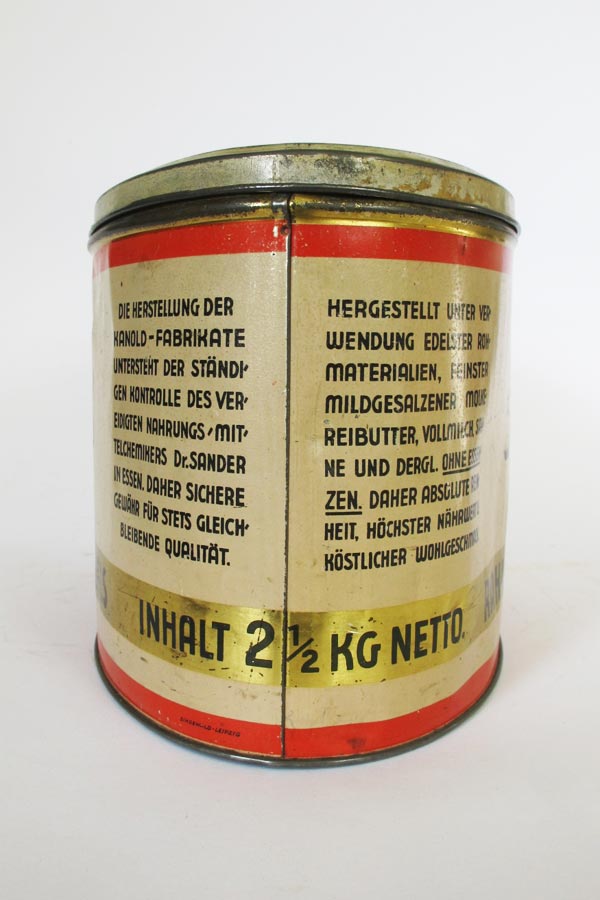 DIE HERSTELLUNG DER
KANOLD-FABRIKATE
UNTERSTEHT DER STÄNDI-
GEN KONTROLLE DES VER-
EIDIGTEN NAHRUNGS-MIT-
TELCHEMIKERS Dr. SANDER
IN ESSEN. DAHER SICHERE
GEWÄHR FÜR STETS GLEICH-
BLEIBENDE QUALITÄT.
HERGESTELLT UNTER VER-
WENDUNG EDELSTER ROH-
MATERIALIEN, FEINSTER
MILDGESALZENER MOLKE-
REIBUTTER, VOLLMILCH, SAH-
NE UND DERGL. OHNE ESSEN-
ZEN. DAHER ABSOLUTE REIN-
HEIT, HÖCHSTER NÄHRWERT U.
KÖSTLICHER WOHLGESCHMACK
INHALT 2 1/2 KG NETTO.